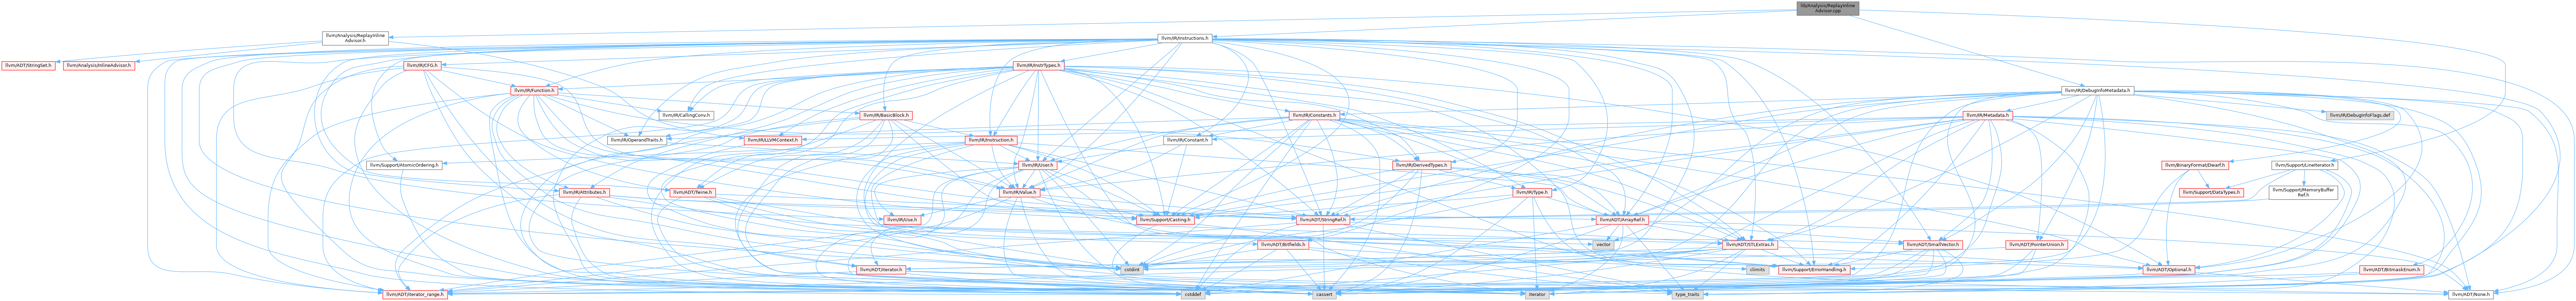 lib/Analysis/ReplayInline
Advisor.cpp
llvm/Analysis/ReplayInline
Advisor.h
llvm/IR/Instructions.h
llvm/ADT/StringSet.h
llvm/Analysis/InlineAdvisor.h
llvm/IR/CFG.h
llvm/IR/InstrTypes.h
llvm/IR/Function.h
llvm/IR/DebugInfoMetadata.h
llvm/IR/CallingConv.h
llvm/IR/BasicBlock.h
llvm/IR/Constants.h
llvm/IR/Metadata.h
llvm/IR/DebugInfoFlags.def
llvm/IR/OperandTraits.h
llvm/IR/LLVMContext.h
llvm/IR/Instruction.h
llvm/IR/Constant.h
llvm/Support/AtomicOrdering.h
llvm/IR/User.h
llvm/IR/DerivedTypes.h
llvm/BinaryFormat/Dwarf.h
llvm/Support/LineIterator.h
llvm/IR/Attributes.h
llvm/ADT/Twine.h
llvm/IR/Value.h
llvm/IR/Type.h
llvm/Support/DataTypes.h
llvm/Support/MemoryBuffer
Ref.h
llvm/IR/Use.h
llvm/Support/Casting.h
llvm/ADT/StringRef.h
llvm/ADT/ArrayRef.h
llvm/ADT/Bitfields.h
vector
llvm/ADT/STLExtras.h
llvm/ADT/SmallVector.h
llvm/ADT/PointerUnion.h
llvm/ADT/iterator.h
cstdint
climits
llvm/Support/ErrorHandling.h
llvm/ADT/Optional.h
llvm/ADT/BitmaskEnum.h
llvm/ADT/iterator_range.h
cstddef
cassert
iterator
type_traits
llvm/ADT/None.h